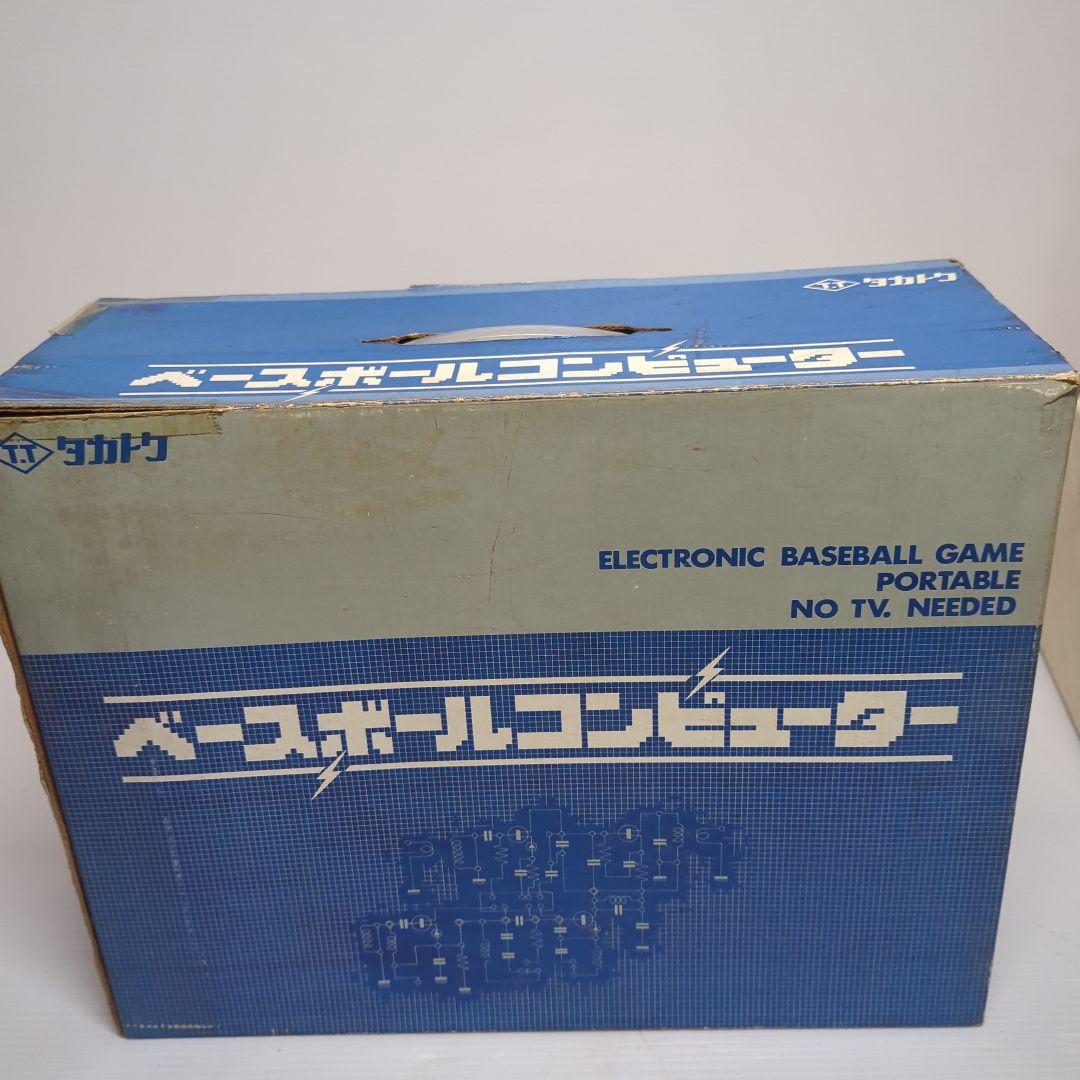 T.T タカトク
ベースボールコンピューター
T.T タカトク
ELECTRONIC BASEBALL GAME
PORTABLE
NO TV. NEEDED
ベースボールコンピューター